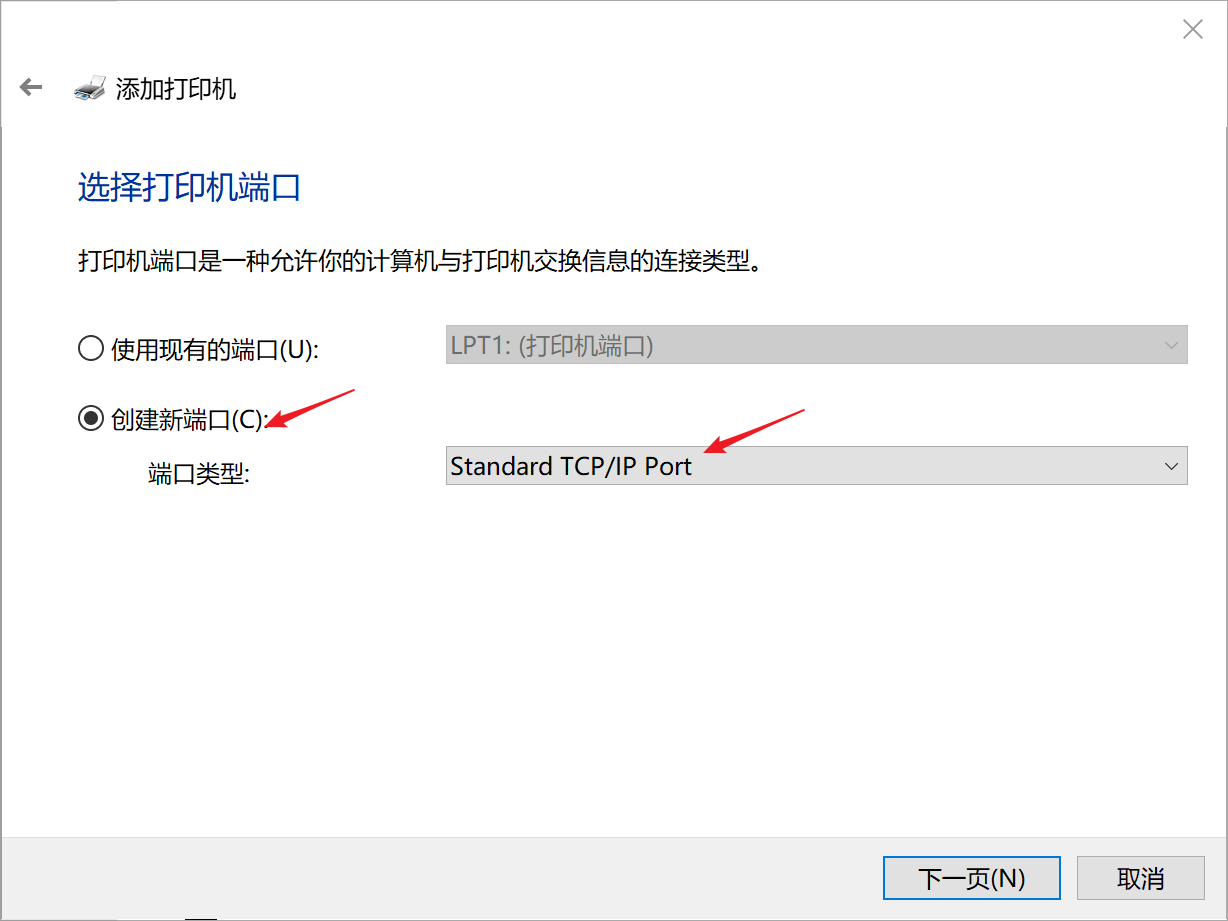 添加打印机
选择打印机端口
打印机端口是一种允许你的计算机与打印机交换信息的连接类型。
使用现有的端口(U): LPT1: (打印机端口)
创建新端口(C):
端口类型: Standard TCP/IP Port
下一页(N) 取消